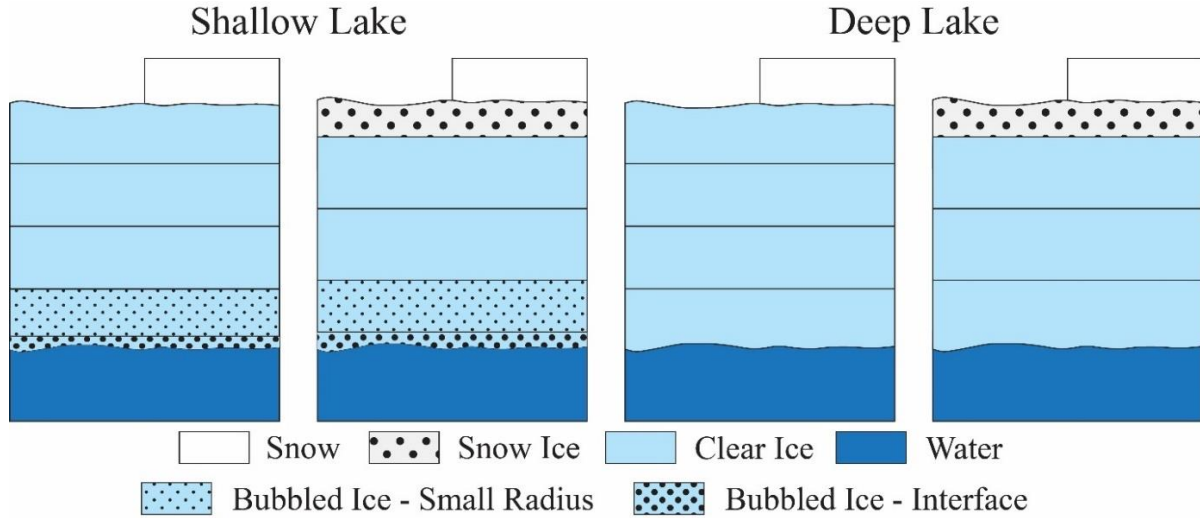 Shallow Lake
Deep Lake
Snow
Snow Ice
Clear Ice
Water
Bubbled Ice - Small Radius
Bubbled Ice - Interface